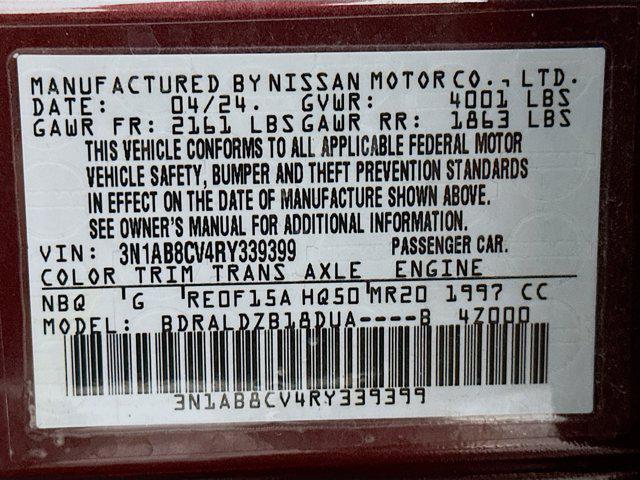 MANUFACTURED BY NISSAN MOTOR CO., LTD.
DATE: 04/24. GVWR: 4001 LBS
GAWR FR: 2161 LBS GAWR RR: 1863 LBS
THIS VEHICLE CONFORMS TO ALL APPLICABLE FEDERAL MOTOR
VEHICLE SAFETY, BUMPER AND THEFT PREVENTION STANDARDS
IN EFFECT ON THE DATE OF MANUFACTURE SHOWN ABOVE.
SEE OWNER'S MANUAL FOR ADDITIONAL INFORMATION.
VIN: 3N1AB8CV4RY339399 PASSENGER CAR.
COLOR TRIM TRANS AXLE ENGINE
NBQ G RE0F15A HQ50 MR20 1997 CC
MODEL: BDRALDZB18DUA----B 4Z000
3N1AB8CV4RY339399